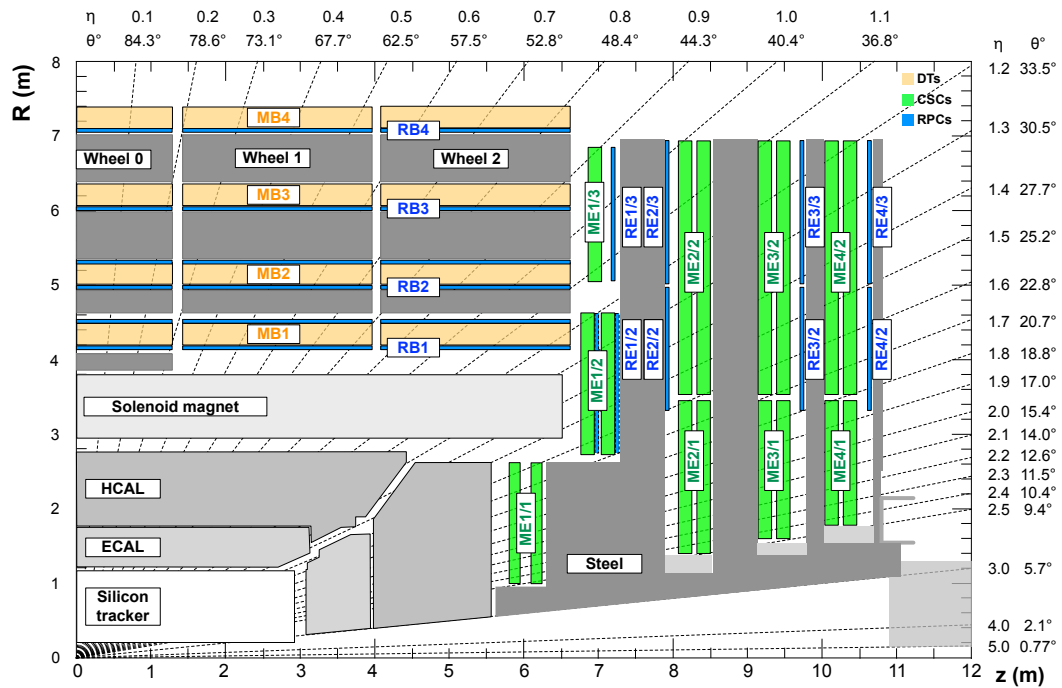 η 0.1 0.2 0.3 0.4 0.5 0.6 0.7 0.8 0.9 1.0 1.1
θ° 84.3° 78.6° 73.1° 67.7° 62.5° 57.5° 52.8° 48.4° 44.3° 40.4° 36.8° η θ°
R (m)
8
7
6
5
4
3
2
1
0
1.2 33.5°
1.3 30.5°
1.4 27.7°
1.5 25.2°
1.6 22.8°
1.7 20.7°
1.8 18.8°
1.9 17.0°
2.0 15.4°
2.1 14.0°
2.2 12.6°
2.3 11.5°
2.4 10.4°
2.5 9.4°
3.0 5.7°
4.0 2.1°
5.0 0.77°
DTs
CSCs
RPCs
MB4
RB4
Wheel 0
Wheel 1
Wheel 2
MB3
RB3
MB2
RB2
MB1
RB1
Solenoid magnet
HCAL
ECAL
Silicon
tracker
Steel
ME1/3
RE1/3
RE2/3
ME2/2
ME3/2
RE3/3
ME4/2
RE4/3
ME1/2
RE1/2
RE2/2
RE3/2
RE4/2
ME1/1
ME2/1
ME3/1
ME4/1
0 1 2 3 4 5 6 7 8 9 10 11 12
z (m)